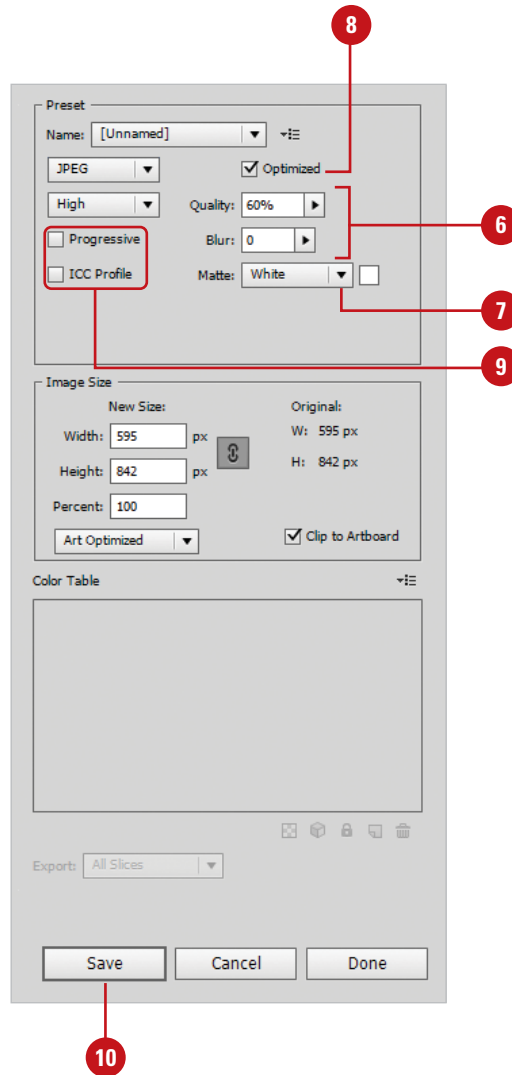 8
Preset
Name: [Unnamed]
JPEG Optimized
High Quality: 60%
6
Progressive Blur: 0
ICC Profile Matte: White
7
9
Image Size
New Size: Original:
Width: 595 px W: 595 px
Height: 842 px H: 842 px
Percent: 100
Art Optimized Clip to Artboard
Color Table
Export: All Slices
Save Cancel Done
10